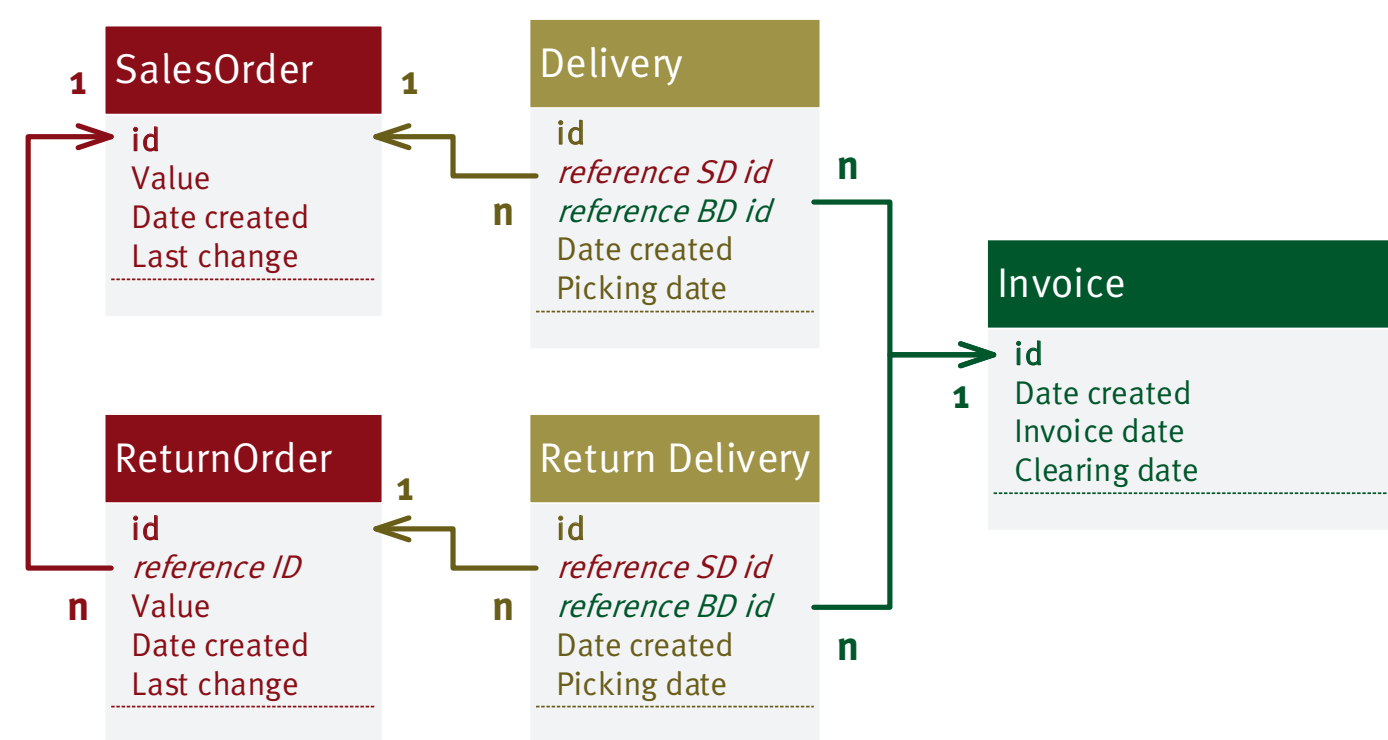 SalesOrder
1
1
id
Value
Date created
Last change
Delivery
id
reference SD id
reference BD id
Date created
Picking date
n
n
Invoice
id
Date created
Invoice date
Clearing date
1
ReturnOrder
1
id
reference ID
Value
Date created
Last change
n
Return Delivery
id
reference SD id
reference BD id
Date created
Picking date
n
n